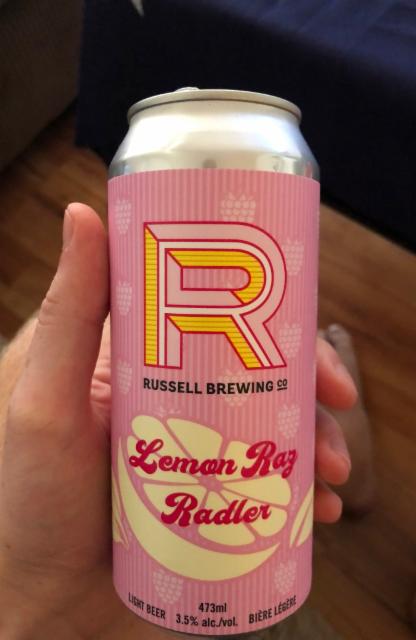 R
RUSSELL BREWING CO
Lemon Raz
Radler
473ml
LIGHT BEER 3.5% alc./vol. BIÈRE LÉGÈRE